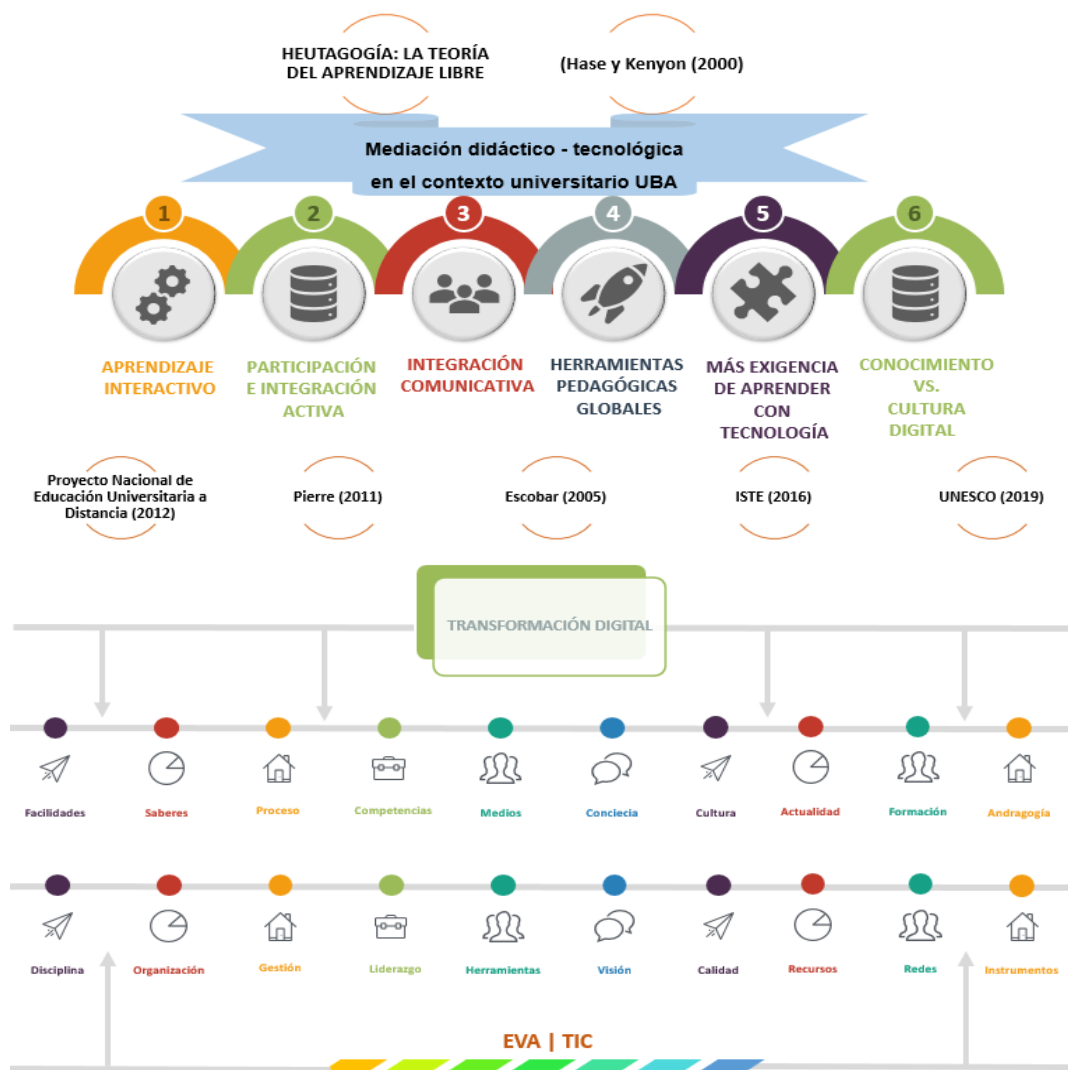 HEUTAGOGÍA: LA TEORÍA
DEL APRENDIZAJE LIBRE
(Hase y Kenyon (2000)
Mediación didáctico - tecnológica
en el contexto universitario UBA
1
2
3
4
5
6
APRENDIZAJE
INTERACTIVO
PARTICIPACIÓN
E INTEGRACIÓN
ACTIVA
INTEGRACIÓN
COMUNICATIVA
HERRAMIENTAS
PEDAGÓGICAS
GLOBALES
MÁS EXIGENCIA
DE APRENDER
CON
TECNOLOGÍA
CONOCIMIENTO
VS.
CULTURA
DIGITAL
Proyecto Nacional de
Educación Universitaria a
Distancia (2012)
Pierre (2011)
Escobar (2005)
ISTE (2016)
UNESCO (2019)
TRANSFORMACIÓN DIGITAL
Facilidades
Saberes
Proceso
Competencias
Medios
Conciecia
Cultura
Actualidad
Formación
Andragogía
Disciplina
Organización
Gestión
Liderazgo
Herramientas
Visión
Calidad
Recursos
Redes
Instrumentos
EVA | TIC